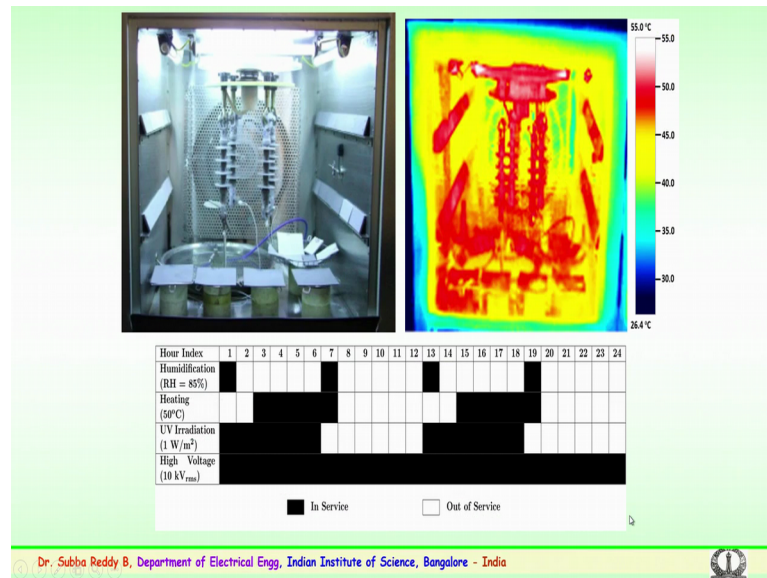 55.0 °C
55.0
50.0
45.0
40.0
35.0
30.0
26.4 °C
Hour Index 1 2 3 4 5 6 7 8 9 10 11 12 13 14 15 16 17 18 19 20 21 22 23 24
Humidification
(RH = 85%)
Heating
(50°C)
UV Irradiation
(1 W/m²)
High Voltage
(10 kVrms)
In Service
Out of Service
Dr. Subba Reddy B, Department of Electrical Engg, Indian Institute of Science, Bangalore - India